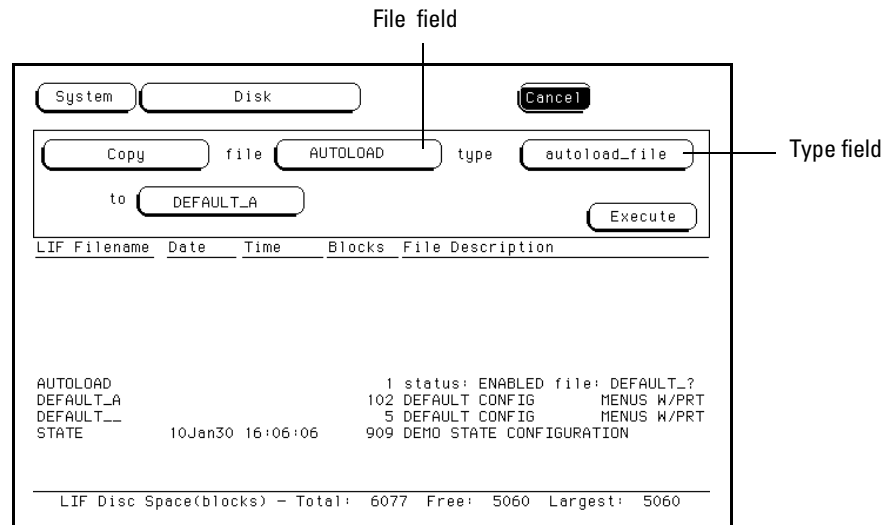 File field
System Disk Cancel
Copy file AUTOLOAD type autoload_file
Type field
to DEFAULT_A
Execute
LIF Filename Date Time Blocks File Description
AUTOLOAD 1 status: ENABLED file: DEFAULT_?
DEFAULT_A 102 DEFAULT CONFIG MENUS W/PRT
DEFAULT__ 5 DEFAULT CONFIG MENUS W/PRT
STATE 10Jan30 16:06:06 909 DEMO STATE CONFIGURATION
LIF Disc Space(blocks) - Total: 6077 Free: 5060 Largest: 5060